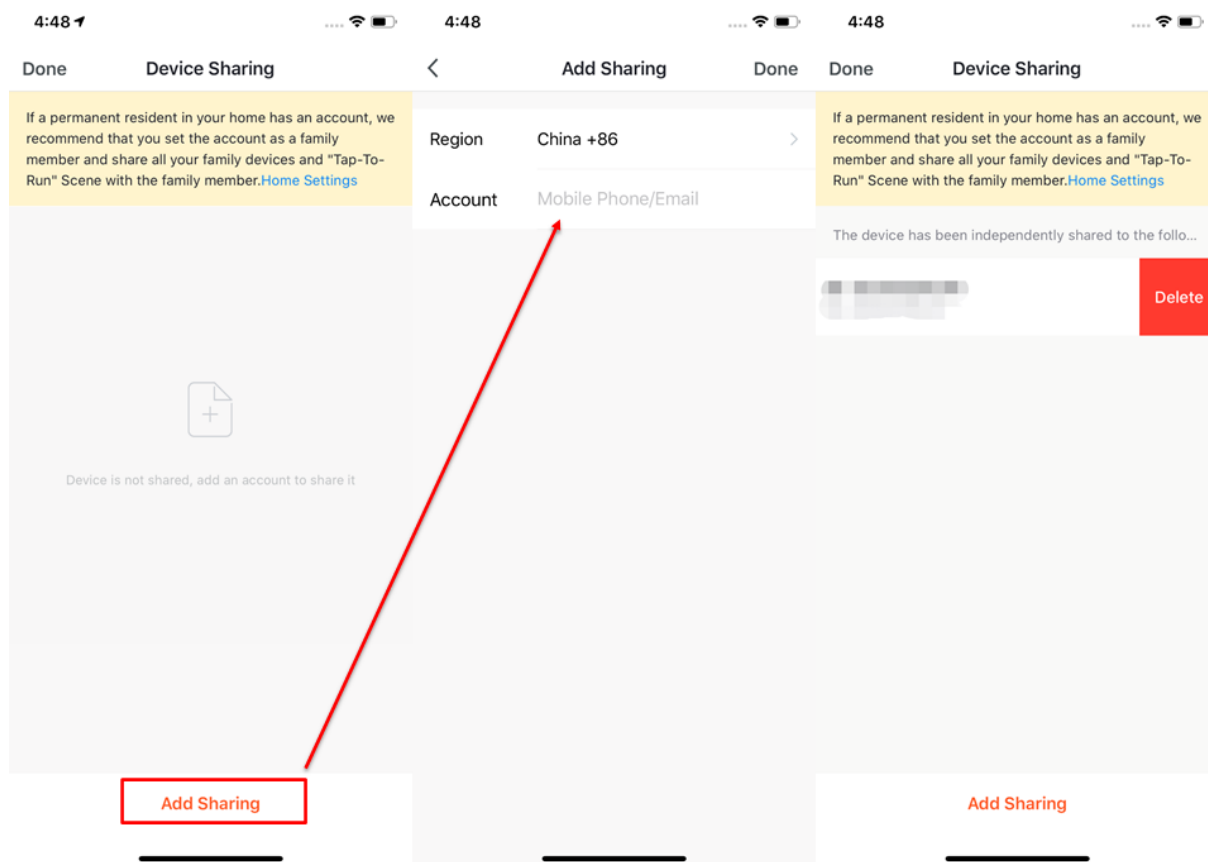 4:48
Done
Device Sharing
If a permanent resident in your home has an account, we
recommend that you set the account as a family
member and share all your family devices and "Tap-To-
Run" Scene with the family member.Home Settings
Device is not shared, add an account to share it
Add Sharing
4:48
Add Sharing
Done
Region
China +86
Account
Mobile Phone/Email
4:48
Done
Device Sharing
If a permanent resident in your home has an account, we
recommend that you set the account as a family
member and share all your family devices and "Tap-To-
Run" Scene with the family member.Home Settings
The device has been independently shared to the follo...
Delete
Add Sharing